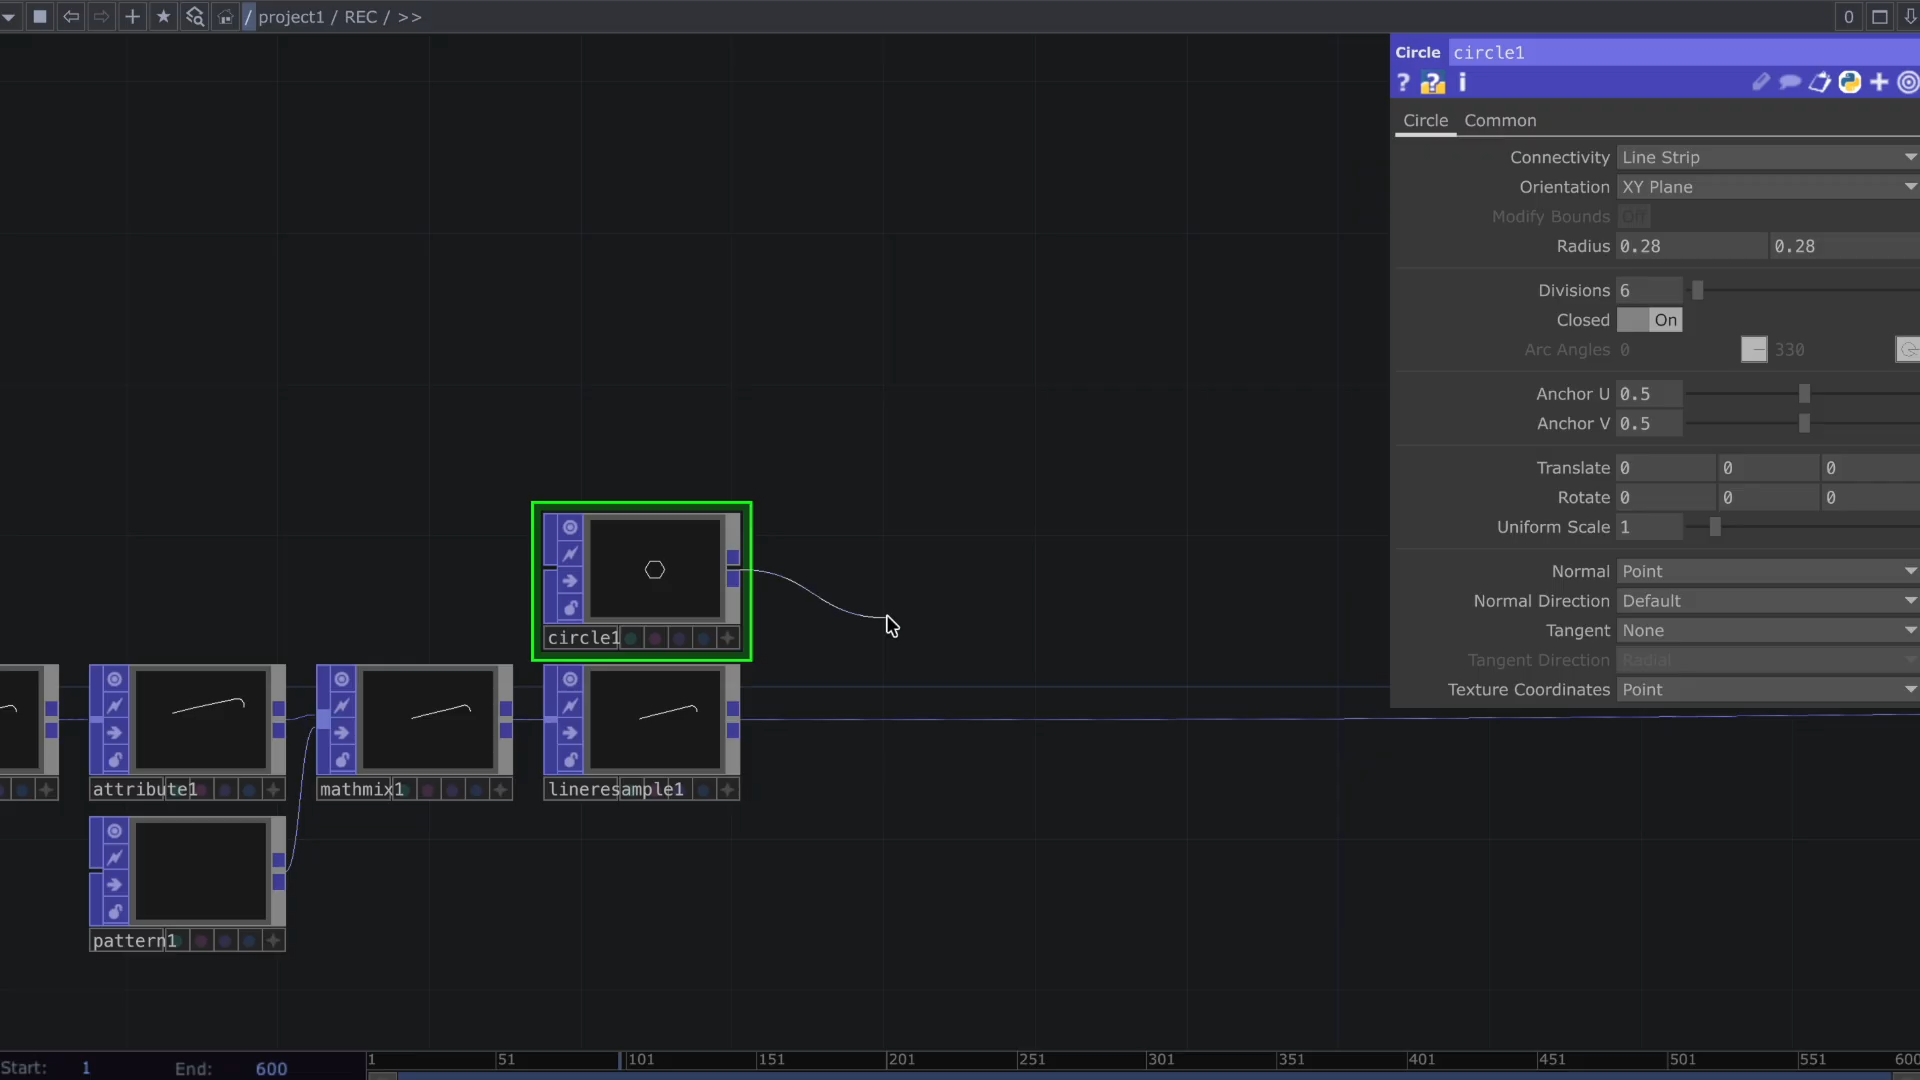 / project1 / REC / >>
0
Circle circle1
? ? i
Circle Common
Connectivity Line Strip
Orientation XY Plane
Modify Bounds Off
Radius 0.28 0.28
Divisions 6
Closed On
Arc Angles 0 330
Anchor U 0.5
Anchor V 0.5
Translate 0 0 0
Rotate 0 0 0
Uniform Scale 1
Normal Point
Normal Direction Default
Tangent None
Tangent Direction Radial
Texture Coordinates Point
circle1
attribute1
mathmix1
lineresample1
pattern1
Start: 1 End: 600
1 51 101 151 201 251 301 351 401 451 501 551 600